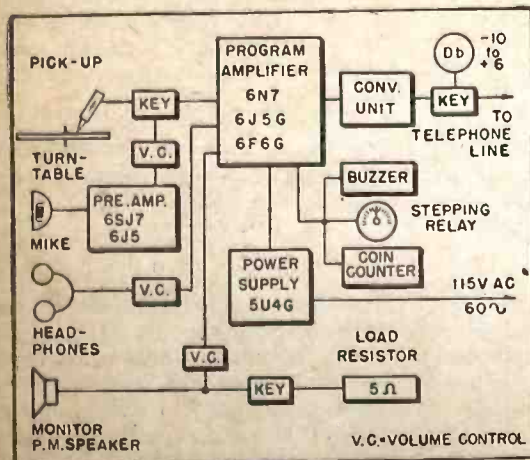 PICK-UP
TURN-
TABLE
KEY
V.C.
MIKE
PRE.AMP.
6SJ7
6J5
HEAD-
PHONES
V.C.
MONITOR
P.M.SPEAKER
V.C.
KEY
LOAD
RESISTOR
5Ω
PROGRAM
AMPLIFIER
6N7
6J5G
6F6G
CONV.
UNIT
Db
-10
to
+6
KEY
TO
TELEPHONE
LINE
BUZZER
STEPPING
RELAY
COIN
COUNTER
POWER
SUPPLY
5U4G
115V AC
60~
V.C.=VOLUME CONTROL